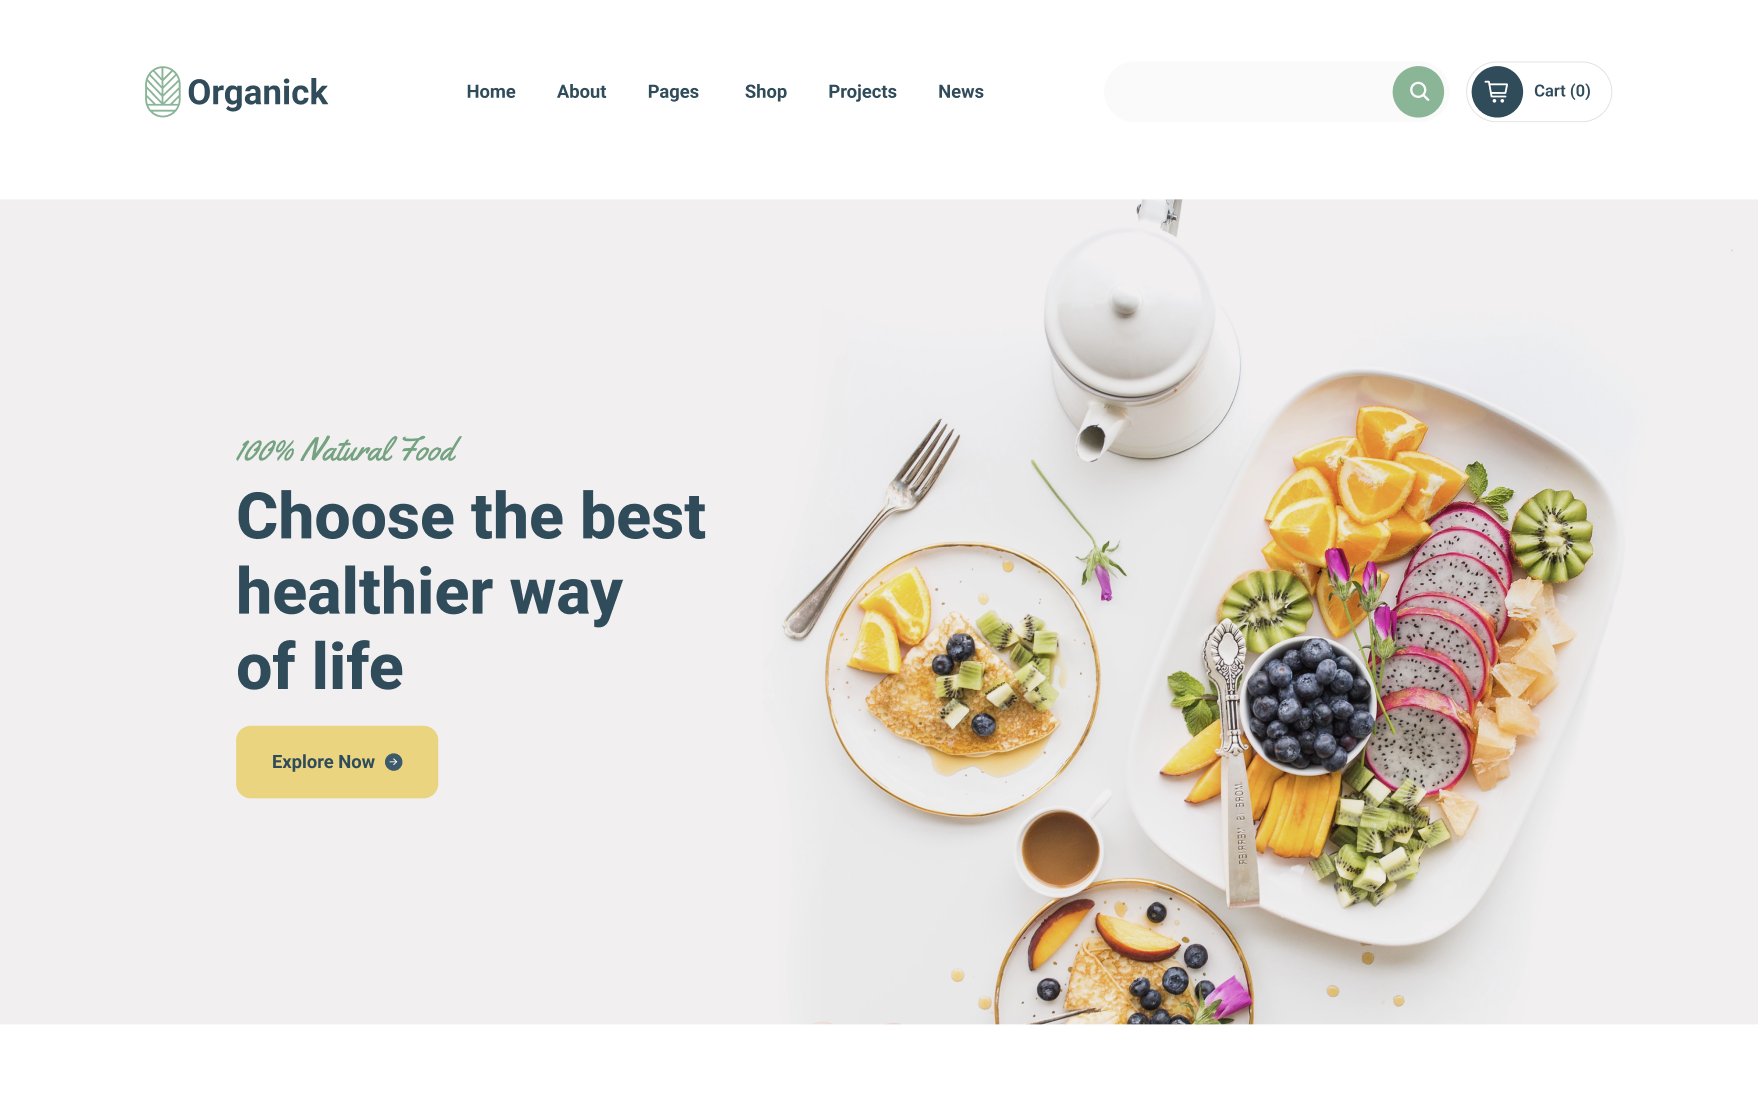 Organick
Home About Pages Shop Projects News
Cart (0)
100% Natural Food
Choose the best
healthier way
of life
Explore Now